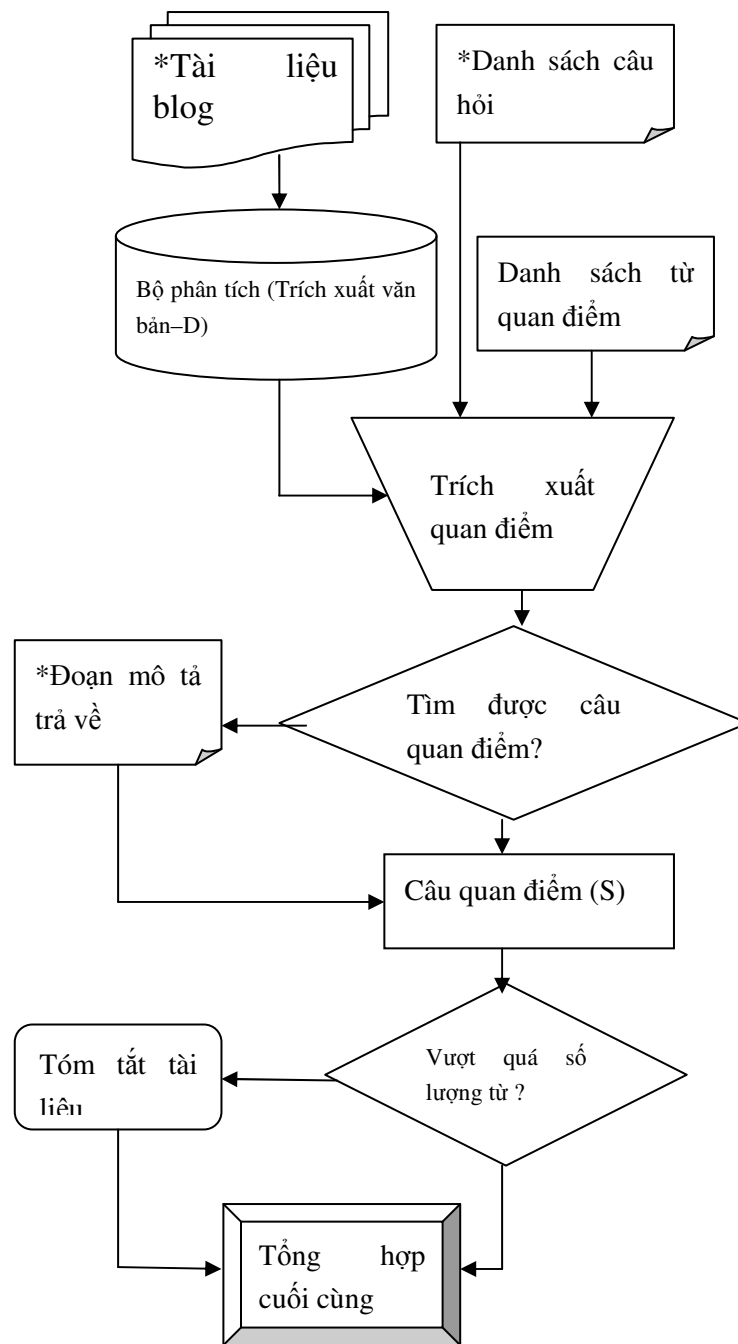 *Tài liệu
blog
*Danh sách câu
hỏi
Bộ phân tích (Trích xuất văn
bản–D)
Danh sách từ
quan điểm
Trích xuất
quan điểm
*Đoạn mô tả
trả về
Tìm được câu
quan điểm?
Câu quan điểm (S)
Tóm tắt tài
liệu
Vượt quá số
lượng từ ?
Tổng hợp
cuối cùng